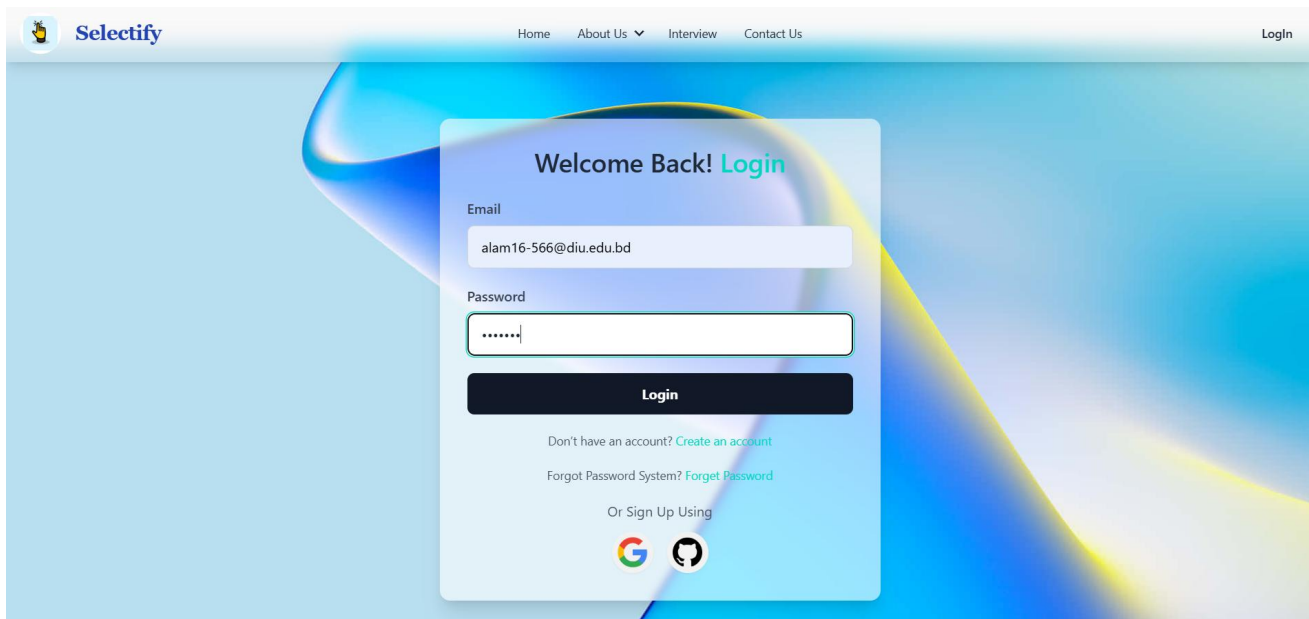 Selectify
Home About Us Interview Contact Us LogIn
Welcome Back! Login
Email
alam16-566@diu.edu.bd
Password
•••••••
Login
Don't have an account? Create an account
Forgot Password System? Forget Password
Or Sign Up Using